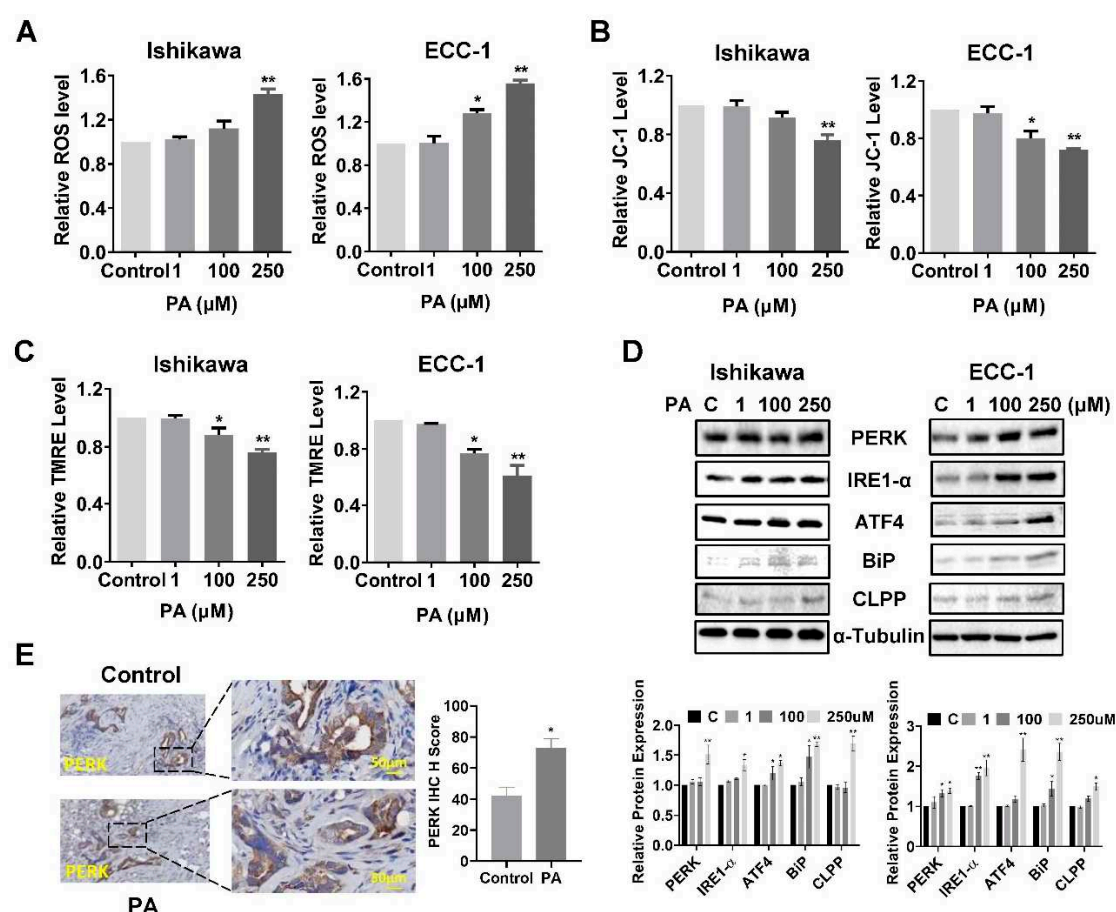 A
Ishikawa
ECC-1
Relative ROS level
1.6
1.2
0.8
0.4
0.0
**
Control 1 100 250
PA (µM)
Relative ROS level
1.6
1.2
0.8
0.4
0.0
*
**
Control 1 100 250
PA (µM)
B
Ishikawa
ECC-1
Relative JC-1 Level
1.2
0.8
0.4
0.0
**
Control 1 100 250
PA (µM)
Relative JC-1 Level
1.2
0.8
0.4
0.0
*
**
Control 1 100 250
PA (µM)
C
Ishikawa
ECC-1
Relative TMRE Level
1.2
0.8
0.4
0.0
*
**
Control 1 100 250
PA (µM)
Relative TMRE Level
1.2
0.8
0.4
0.0
*
**
Control 1 100 250
PA (µM)
D
Ishikawa
ECC-1
PA C 1 100 250
C 1 100 250 (µM)
PERK
IRE1-α
ATF4
BiP
CLPP
α-Tubulin
C 1 100 250uM
Relative Protein Expression
2.0
1.5
1.0
0.5
0.0
** * * * * ** **
PERK IRE1-α ATF4 BiP CLPP
C 1 100 250uM
Relative Protein Expression
3
2
1
0
* * ** ** ** * ** *
PERK IRE1-α ATF4 BiP CLPP
E
Control
PERK
50µm
PERK
50µm
PA
PERK IHC H Score
100
80
60
40
20
0
*
Control PA